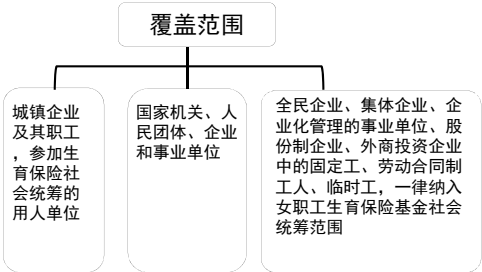 覆盖范围
城镇企业
及其职工
，参加生
育保险社
会统筹的
用人单位
国家机关、人
民团体、企业
和事业单位
全民企业、集体企业、企
业化管理的事业单位、股
份制企业、外商投资企业
中的固定工、劳动合同制
工人、临时工，一律纳入
女职工生育保险基金社会
统筹范围